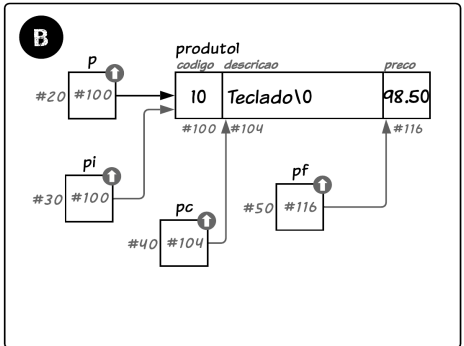 B
produto1
p
codigo descricao preco
#20 #100 10 Teclado\0 98.50
#100 #104 #116
pi
#30 #100
pf
pc
#50 #116
#40 #104